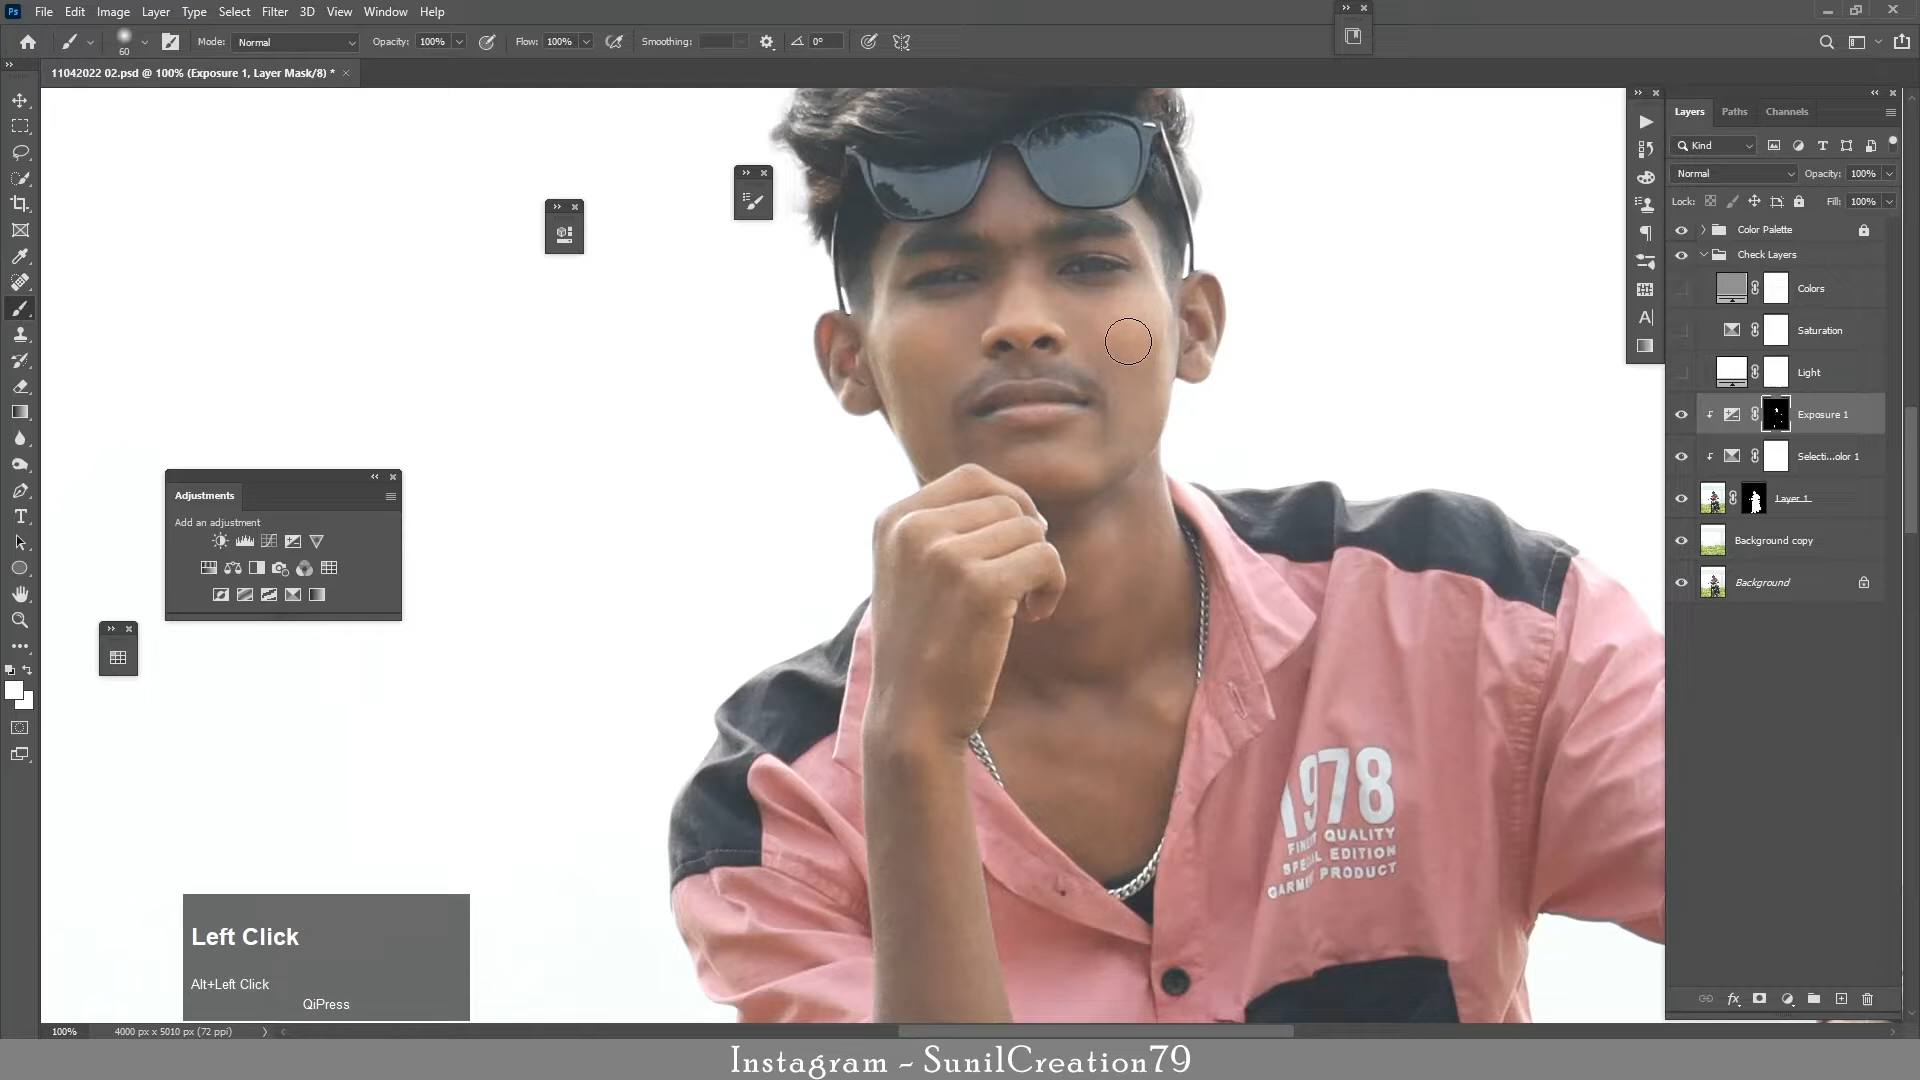 Ps File Edit Image Layer Type Select Filter 3D View Window Help
60 Mode: Normal Opacity: 100% Flow: 100% Smoothing: 0°
11042022 02.psd @ 100% (Exposure 1, Layer Mask/8) *
Layers Paths Channels
Kind
Normal Opacity: 100%
Lock: Fill: 100%
Color Palette
Check Layers
Colors
Saturation
Light
Exposure 1
Selecti...olor 1
Layer 1
Background copy
Background
Adjustments
Add an adjustment
1978
FINEST QUALITY
SPECIAL EDITION
GARMENT PRODUCT
Left Click
Alt+Left Click
QiPress
100% 4000 px x 5010 px (72 ppi)
Instagram - SunilCreation79